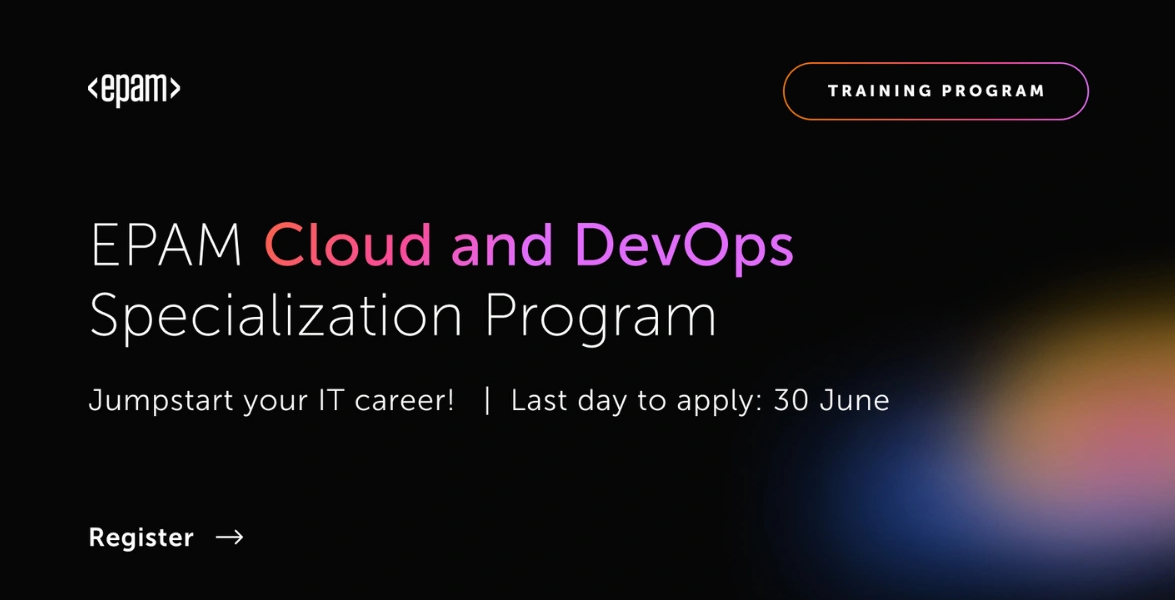 <epam>
TRAINING PROGRAM
EPAM Cloud and DevOps
Specialization Program
Jumpstart your IT career! | Last day to apply: 30 June
Register →